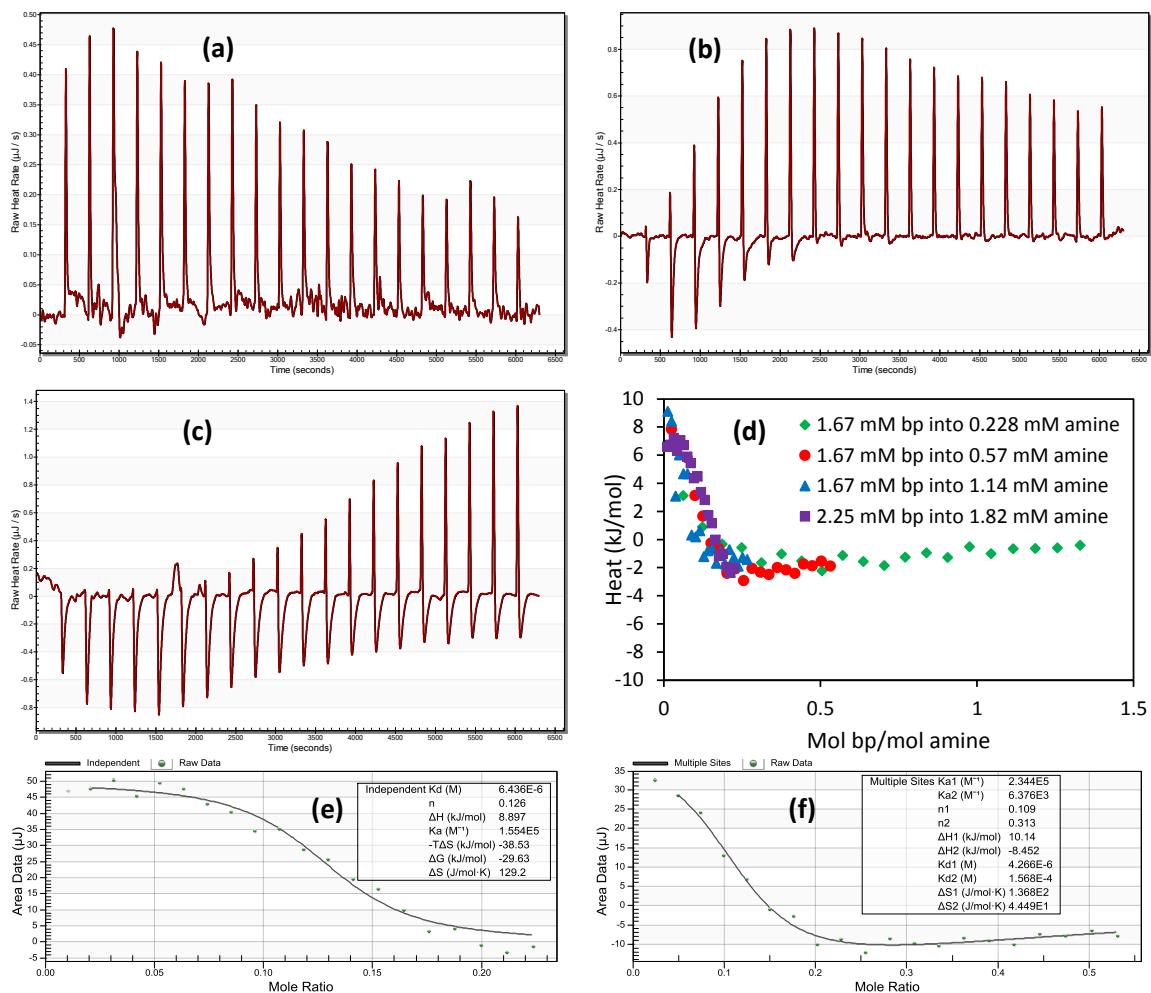 (a)
Raw Heat Rate (µJ / s)
0.50
0.45
0.40
0.35
0.30
0.25
0.20
0.15
0.10
0.05
0
-0.05
0 500 1000 1500 2000 2500 3000 3500 4000 4500 5000 5500 6000 6500
Time (seconds)
(b)
Raw Heat Rate (µJ / s)
0.8
0.6
0.4
0.2
0
-0.2
-0.4
0 500 1000 1500 2000 2500 3000 3500 4000 4500 5000 5500 6000 6500
Time (seconds)
(c)
Raw Heat Rate (µJ / s)
1.4
1.2
1.0
0.8
0.6
0.4
0.2
0
-0.2
-0.4
-0.6
-0.8
0 500 1000 1500 2000 2500 3000 3500 4000 4500 5000 5500 6000 6500
Time (seconds)
(d)
Heat (kJ/mol)
10
8
6
4
2
0
-2
-4
-6
-8
-10
1.67 mM bp into 0.228 mM amine
1.67 mM bp into 0.57 mM amine
1.67 mM bp into 1.14 mM amine
2.25 mM bp into 1.82 mM amine
0 0.5 1 1.5
Mol bp/mol amine
Independent Raw Data
(e)
Area Data (µJ)
50
45
40
35
30
25
20
15
10
5
0
-5
Independent Kd (M) 6.436E-6
n 0.126
ΔH (kJ/mol) 8.897
Ka (M⁻¹) 1.554E5
-TΔS (kJ/mol) -38.53
ΔG (kJ/mol) -29.63
ΔS (J/mol·K) 129.2
0.00 0.05 0.10 0.15 0.20
Mole Ratio
Multiple Sites Raw Data
(f)
Area Data (µJ)
35
30
25
20
15
10
5
0
-5
-10
Multiple Sites Ka1 (M⁻¹) 2.344E5
Ka2 (M⁻¹) 6.376E3
n1 0.109
n2 0.313
ΔH1 (kJ/mol) 10.14
ΔH2 (kJ/mol) -8.452
Kd1 (M) 4.266E-6
Kd2 (M) 1.568E-4
ΔS1 (J/mol·K) 1.368E2
ΔS2 (J/mol·K) 4.449E1
0.0 0.1 0.2 0.3 0.4 0.5
Mole Ratio